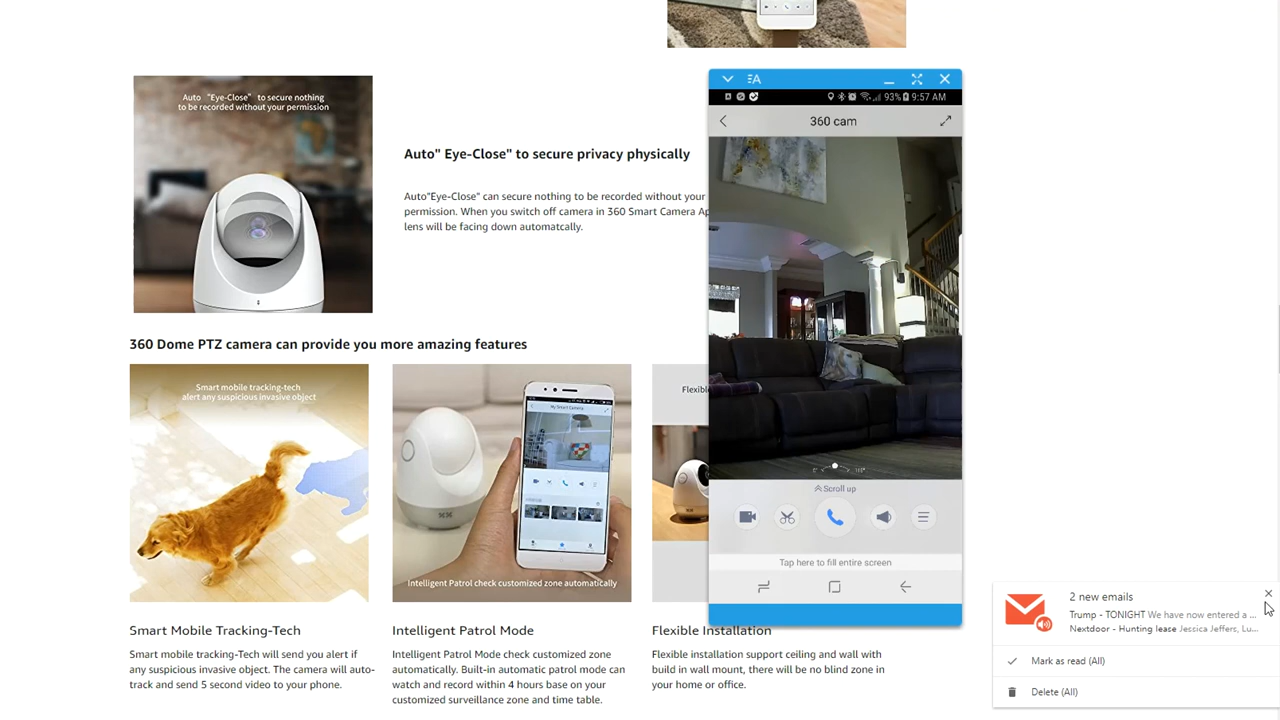 Auto "Eye-Close" to secure nothing
to be recorded without your permission
Auto" Eye-Close" to secure privacy physically
Auto"Eye-Close" can secure nothing to be recorded without your
permission. When you switch off camera in 360 Smart Camera Ap
lens will be facing down automatcally.
360 Dome PTZ camera can provide you more amazing features
Smart mobile tracking-tech
alert any suspicious invasive object
My Smart Camera
Intelligent Patrol check customized zone automatically
Flexibl
Smart Mobile Tracking-Tech
Smart mobile tracking-Tech will send you alert if
any suspicious invasive object. The camera will auto-
track and send 5 second video to your phone.
Intelligent Patrol Mode
Intelligent Patrol Mode check customized zone
automatically. Built-in automatic patrol mode can
watch and record within 4 hours base on your
customized surveillance zone and time table.
Flexible Installation
Flexible installation support ceiling and wall with
build in wall mount, there will be no blind zone in
your home or office.
A
93% 9:57 AM
360 cam
Scroll up
Tap here to fill entire screen
2 new emails
Trump - TONIGHT We have now entered a ...
Nextdoor - Hunting lease Jessica Jeffers, Lu...
Mark as read (All)
Delete (All)